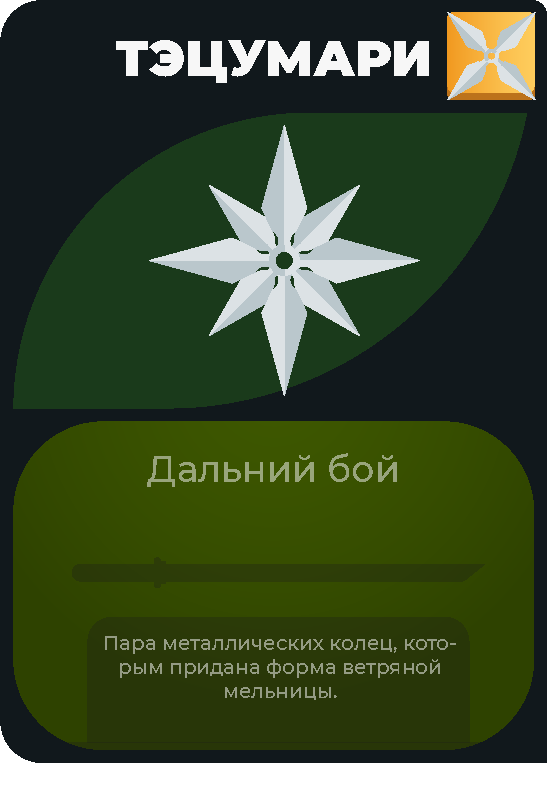 ТЭЦУМАРИ
Дальний бой
Пара металлических колец, кото-
рым придана форма ветряной
мельницы.